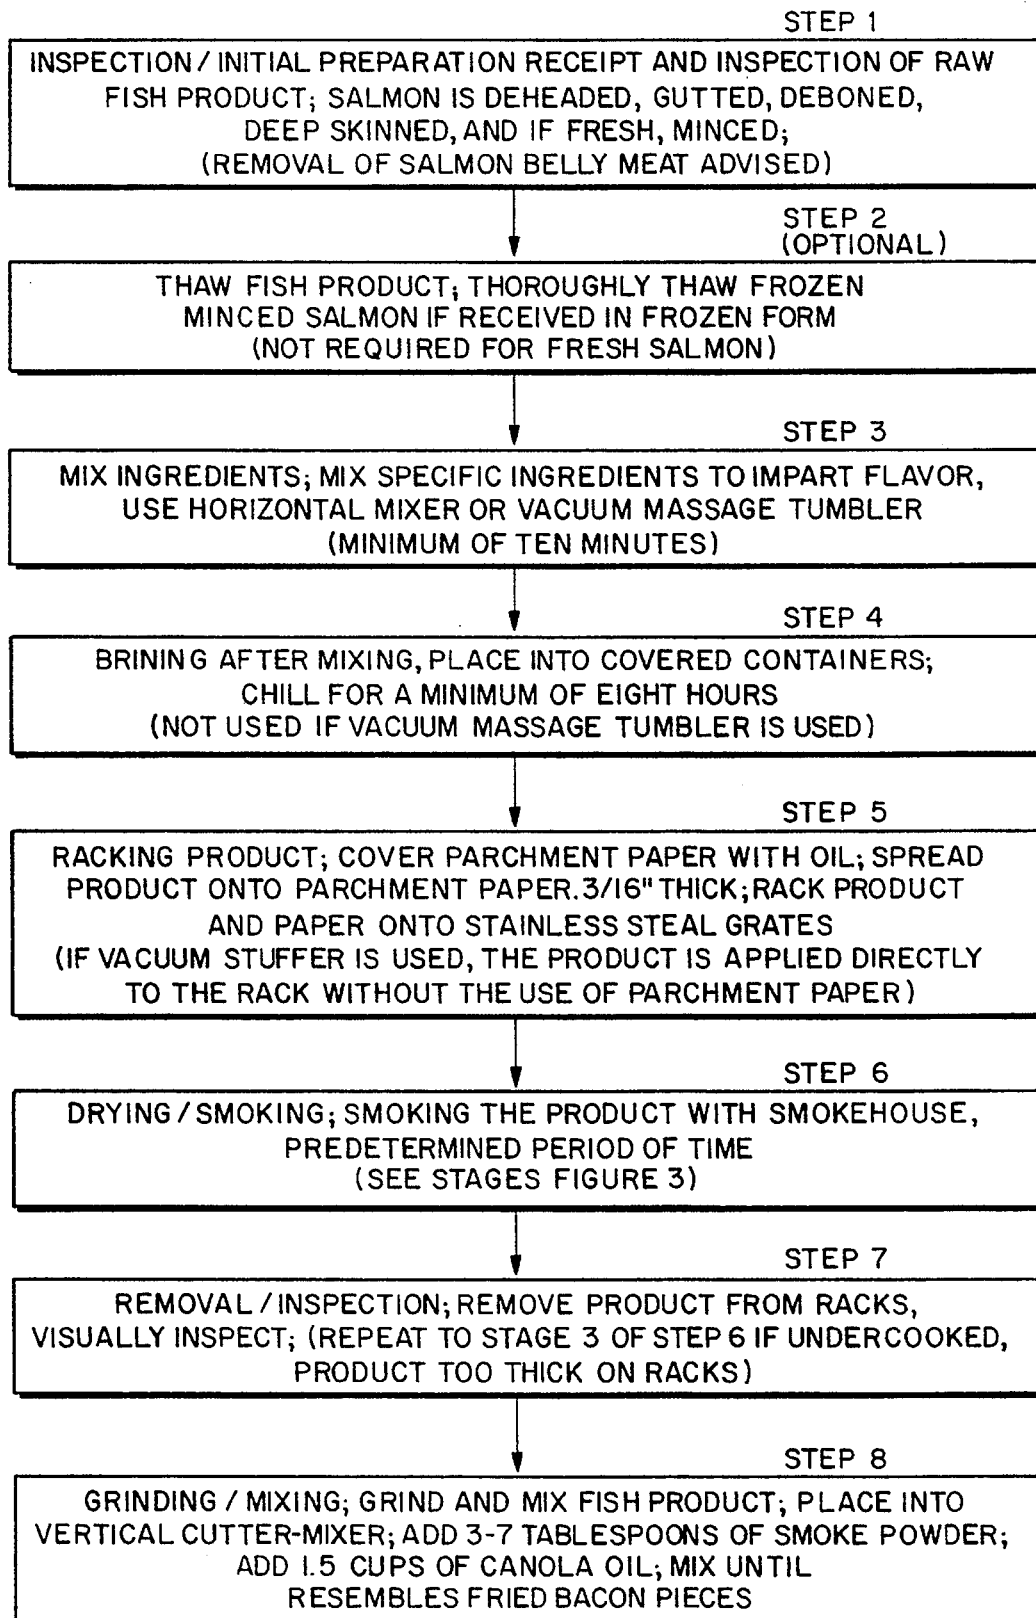 STEP 1
INSPECTION / INITIAL PREPARATION RECEIPT AND INSPECTION OF RAW
FISH PRODUCT; SALMON IS DEHEADED, GUTTED, DEBONED,
DEEP SKINNED, AND IF FRESH, MINCED;
(REMOVAL OF SALMON BELLY MEAT ADVISED)
STEP 2
(OPTIONAL)
THAW FISH PRODUCT; THOROUGHLY THAW FROZEN
MINCED SALMON IF RECEIVED IN FROZEN FORM
(NOT REQUIRED FOR FRESH SALMON)
STEP 3
MIX INGREDIENTS; MIX SPECIFIC INGREDIENTS TO IMPART FLAVOR,
USE HORIZONTAL MIXER OR VACUUM MASSAGE TUMBLER
(MINIMUM OF TEN MINUTES)
STEP 4
BRINING AFTER MIXING, PLACE INTO COVERED CONTAINERS;
CHILL FOR A MINIMUM OF EIGHT HOURS
(NOT USED IF VACUUM MASSAGE TUMBLER IS USED)
STEP 5
RACKING PRODUCT; COVER PARCHMENT PAPER WITH OIL; SPREAD
PRODUCT ONTO PARCHMENT PAPER. 3/16" THICK; RACK PRODUCT
AND PAPER ONTO STAINLESS STEAL GRATES
(IF VACUUM STUFFER IS USED, THE PRODUCT IS APPLIED DIRECTLY
TO THE RACK WITHOUT THE USE OF PARCHMENT PAPER)
STEP 6
DRYING / SMOKING; SMOKING THE PRODUCT WITH SMOKEHOUSE,
PREDETERMINED PERIOD OF TIME
(SEE STAGES FIGURE 3)
STEP 7
REMOVAL / INSPECTION; REMOVE PRODUCT FROM RACKS,
VISUALLY INSPECT; (REPEAT TO STAGE 3 OF STEP 6 IF UNDERCOOKED,
PRODUCT TOO THICK ON RACKS)
STEP 8
GRINDING / MIXING; GRIND AND MIX FISH PRODUCT; PLACE INTO
VERTICAL CUTTER-MIXER; ADD 3-7 TABLESPOONS OF SMOKE POWDER;
ADD 1.5 CUPS OF CANOLA OIL; MIX UNTIL
RESEMBLES FRIED BACON PIECES